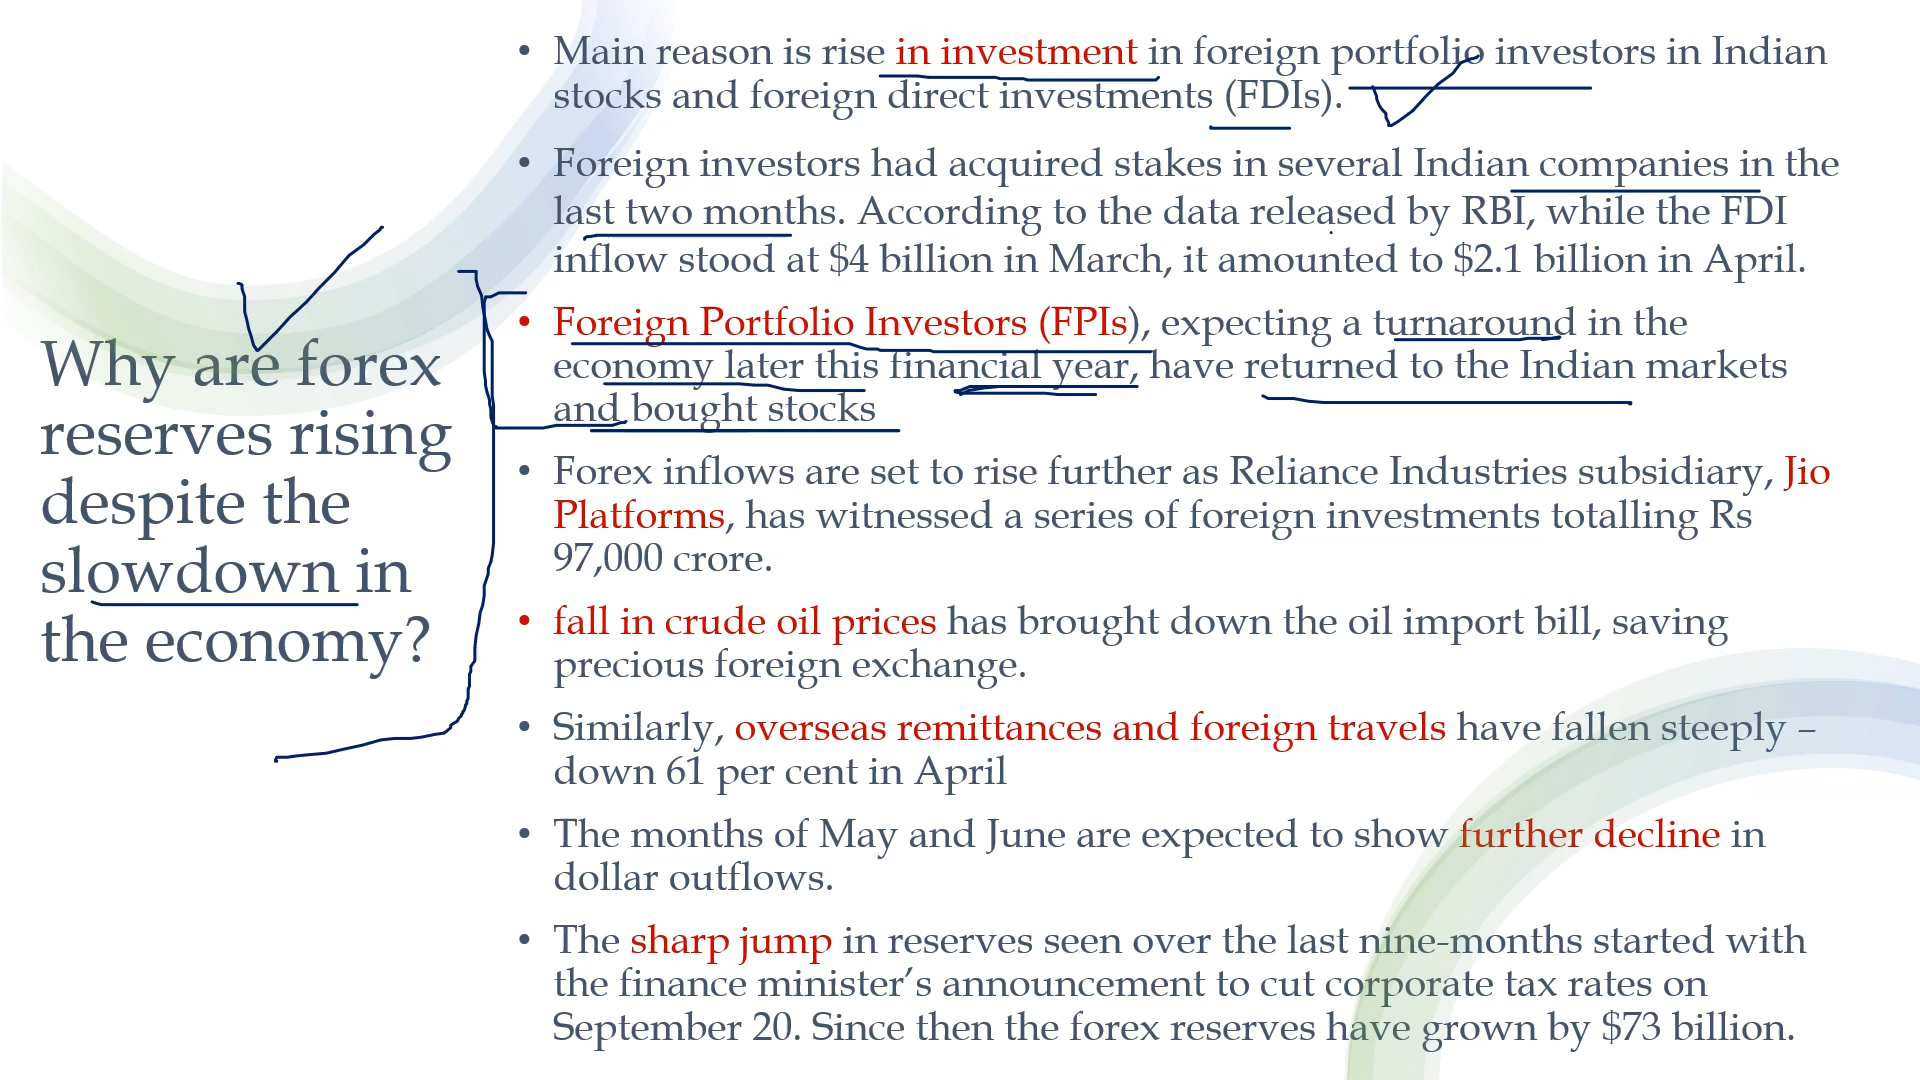 Why are forex
reserves rising
despite the
slowdown in
the economy?
• Main reason is rise in investment in foreign portfolio investors in Indian
stocks and foreign direct investments (FDIs).
• Foreign investors had acquired stakes in several Indian companies in the
last two months. According to the data released by RBI, while the FDI
inflow stood at $4 billion in March, it amounted to $2.1 billion in April.
• Foreign Portfolio Investors (FPIs), expecting a turnaround in the
economy later this financial year, have returned to the Indian markets
and bought stocks
• Forex inflows are set to rise further as Reliance Industries subsidiary, Jio
Platforms, has witnessed a series of foreign investments totalling Rs
97,000 crore.
• fall in crude oil prices has brought down the oil import bill, saving
precious foreign exchange.
• Similarly, overseas remittances and foreign travels have fallen steeply –
down 61 per cent in April
• The months of May and June are expected to show further decline in
dollar outflows.
• The sharp jump in reserves seen over the last nine-months started with
the finance minister’s announcement to cut corporate tax rates on
September 20. Since then the forex reserves have grown by $73 billion.